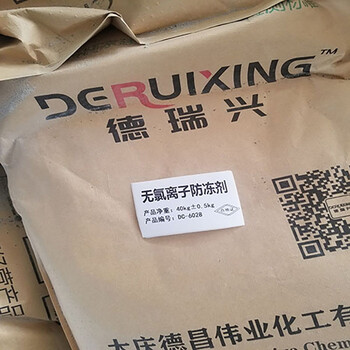 DERUIXING™
德瑞兴
无氯离子防冻剂
产品净重：40kg±0.5kg
产品编号：DG-6028
大庆德昌伟业化工有